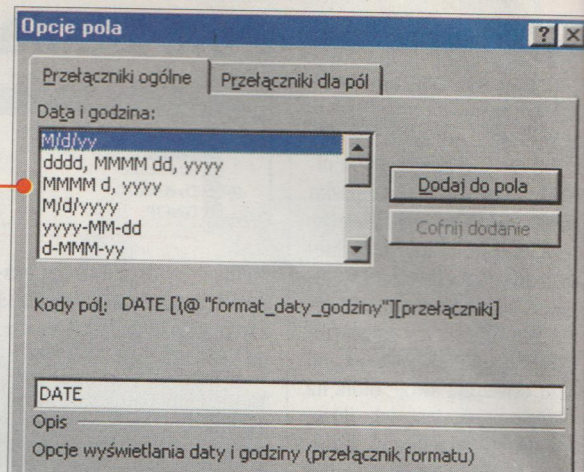 Opcje pola
Przełączniki ogólne
Przełączniki dla pól
Data i godzina:
M/d/yy
dddd, MMMM dd, yyyy
MMMM d, yyyy
M/d/yyyy
yyyy-MM-dd
d-MMM-yy
Dodaj do pola
Cofnij dodanie
Kody pól: DATE [\@ "format_daty_godziny"][przełączniki]
DATE
Opis
Opcje wyświetlania daty i godziny (przełącznik formatu)